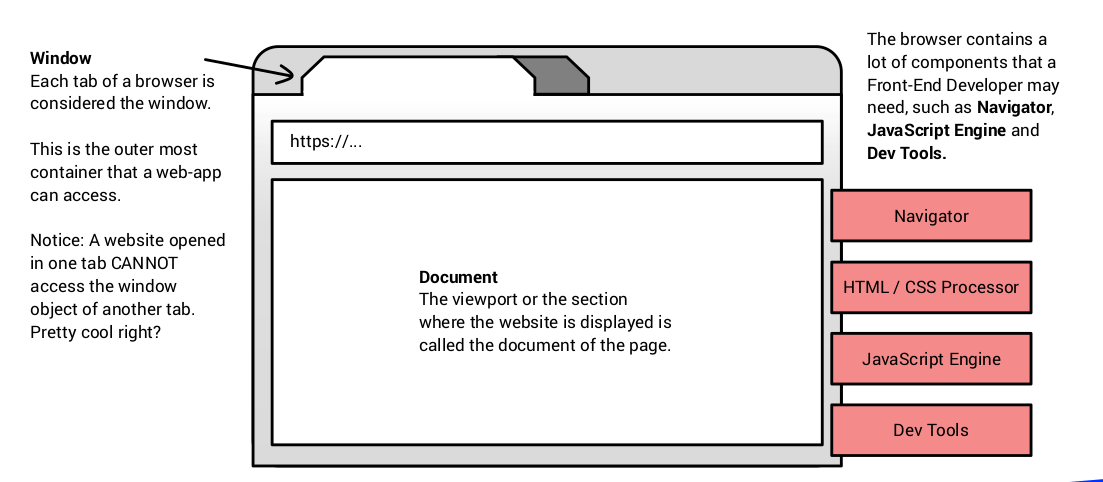 Window
Each tab of a browser is
considered the window.
This is the outer most
container that a web-app
can access.
Notice: A website opened
in one tab CANNOT
access the window
object of another tab.
Pretty cool right?
https://...
Document
The viewport or the section
where the website is displayed is
called the document of the page.
The browser contains a
lot of components that a
Front-End Developer may
need, such as Navigator,
JavaScript Engine and
Dev Tools.
Navigator
HTML / CSS Processor
JavaScript Engine
Dev Tools